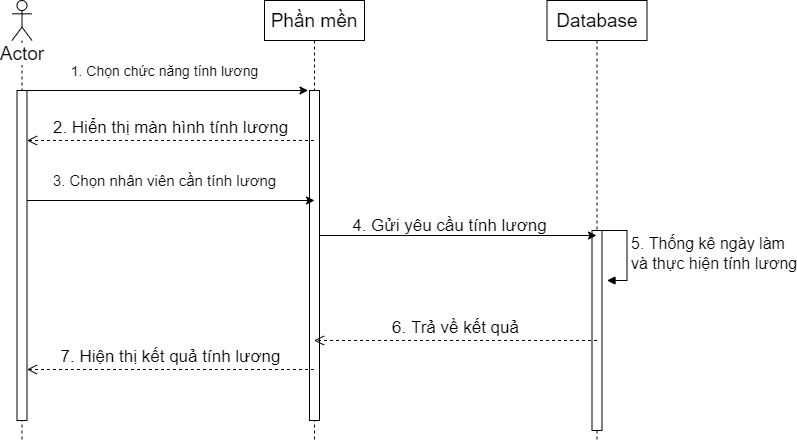 Phần mền
Database
Actor
1. Chọn chức năng tính lương
2. Hiển thị màn hình tính lương
3. Chọn nhân viên cần tính lương
4. Gửi yêu cầu tính lương
5. Thống kê ngày làm
và thực hiện tính lương
6. Trả về kết quả
7. Hiện thị kết quả tính lương